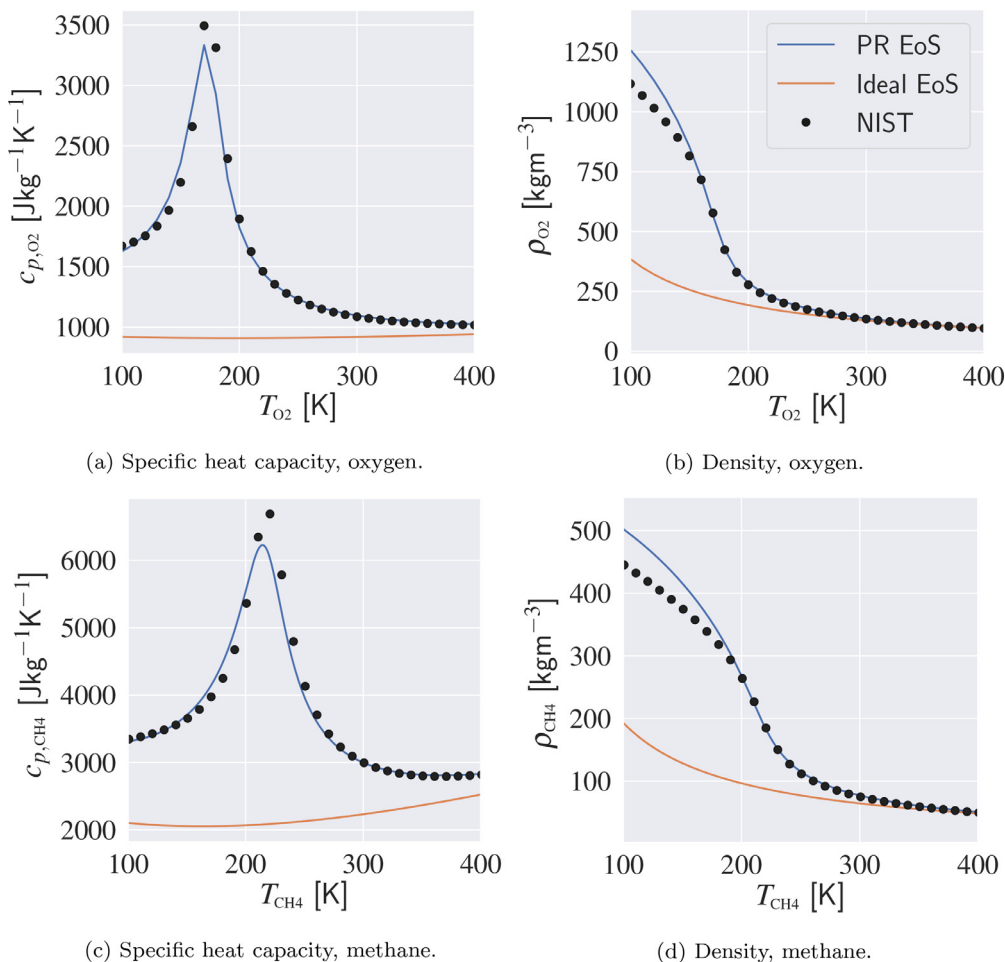 3500
3000
2500
2000
1500
1000
100 200 300 400
c_{p,O2} [Jkg⁻¹K⁻¹]
T_{O2} [K]
(a) Specific heat capacity, oxygen.
1250
1000
750
500
250
0
100 200 300 400
ρ_{O2} [kgm⁻³]
T_{O2} [K]
PR EoS
Ideal EoS
NIST
(b) Density, oxygen.
6000
5000
4000
3000
2000
100 200 300 400
c_{p,CH4} [Jkg⁻¹K⁻¹]
T_{CH4} [K]
(c) Specific heat capacity, methane.
500
400
300
200
100
100 200 300 400
ρ_{CH4} [kgm⁻³]
T_{CH4} [K]
(d) Density, methane.